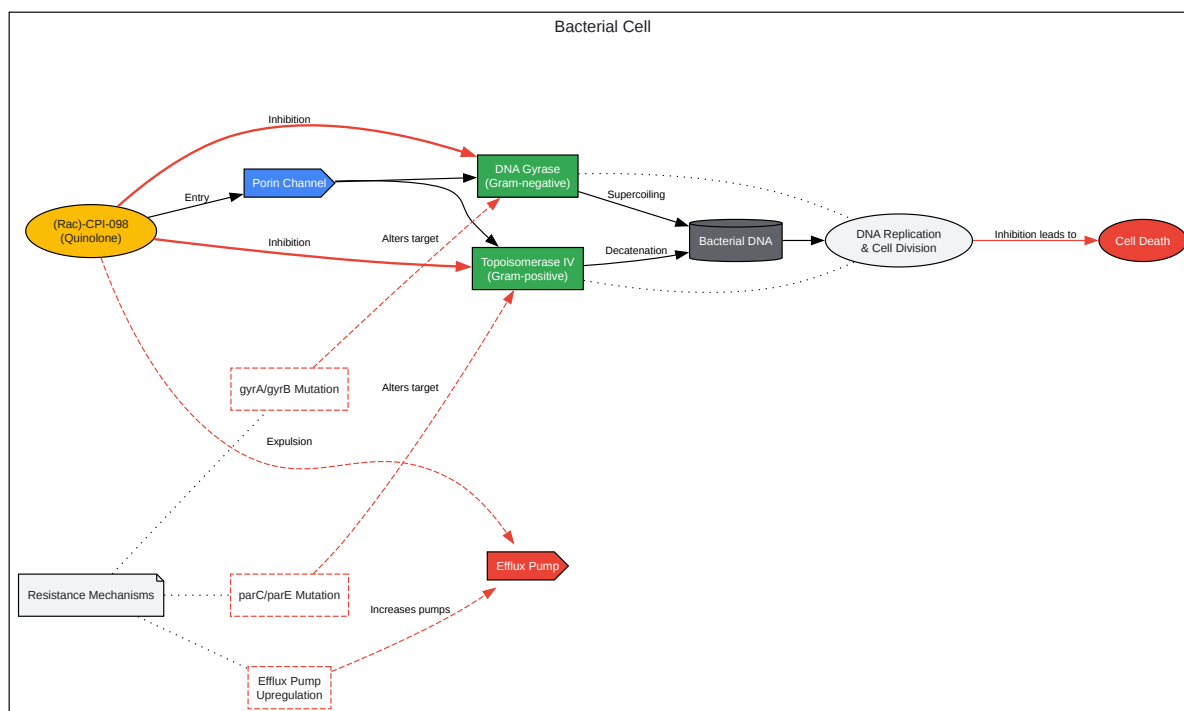 Bacterial Cell
Inhibition
DNA Gyrase
(Gram-negative)
Porin Channel
Entry
Supercoiling
(Rac)-CPI-098
(Quinolone)
Alters target
Inhibition
Topoisomerase IV
(Gram-positive)
Decatenation
Bacterial DNA
DNA Replication
& Cell Division
Inhibition leads to
Cell Death
gyrA/gyrB Mutation
Alters target
Expulsion
Efflux Pump
Resistance Mechanisms
parC/parE Mutation
Increases pumps
Efflux Pump
Upregulation